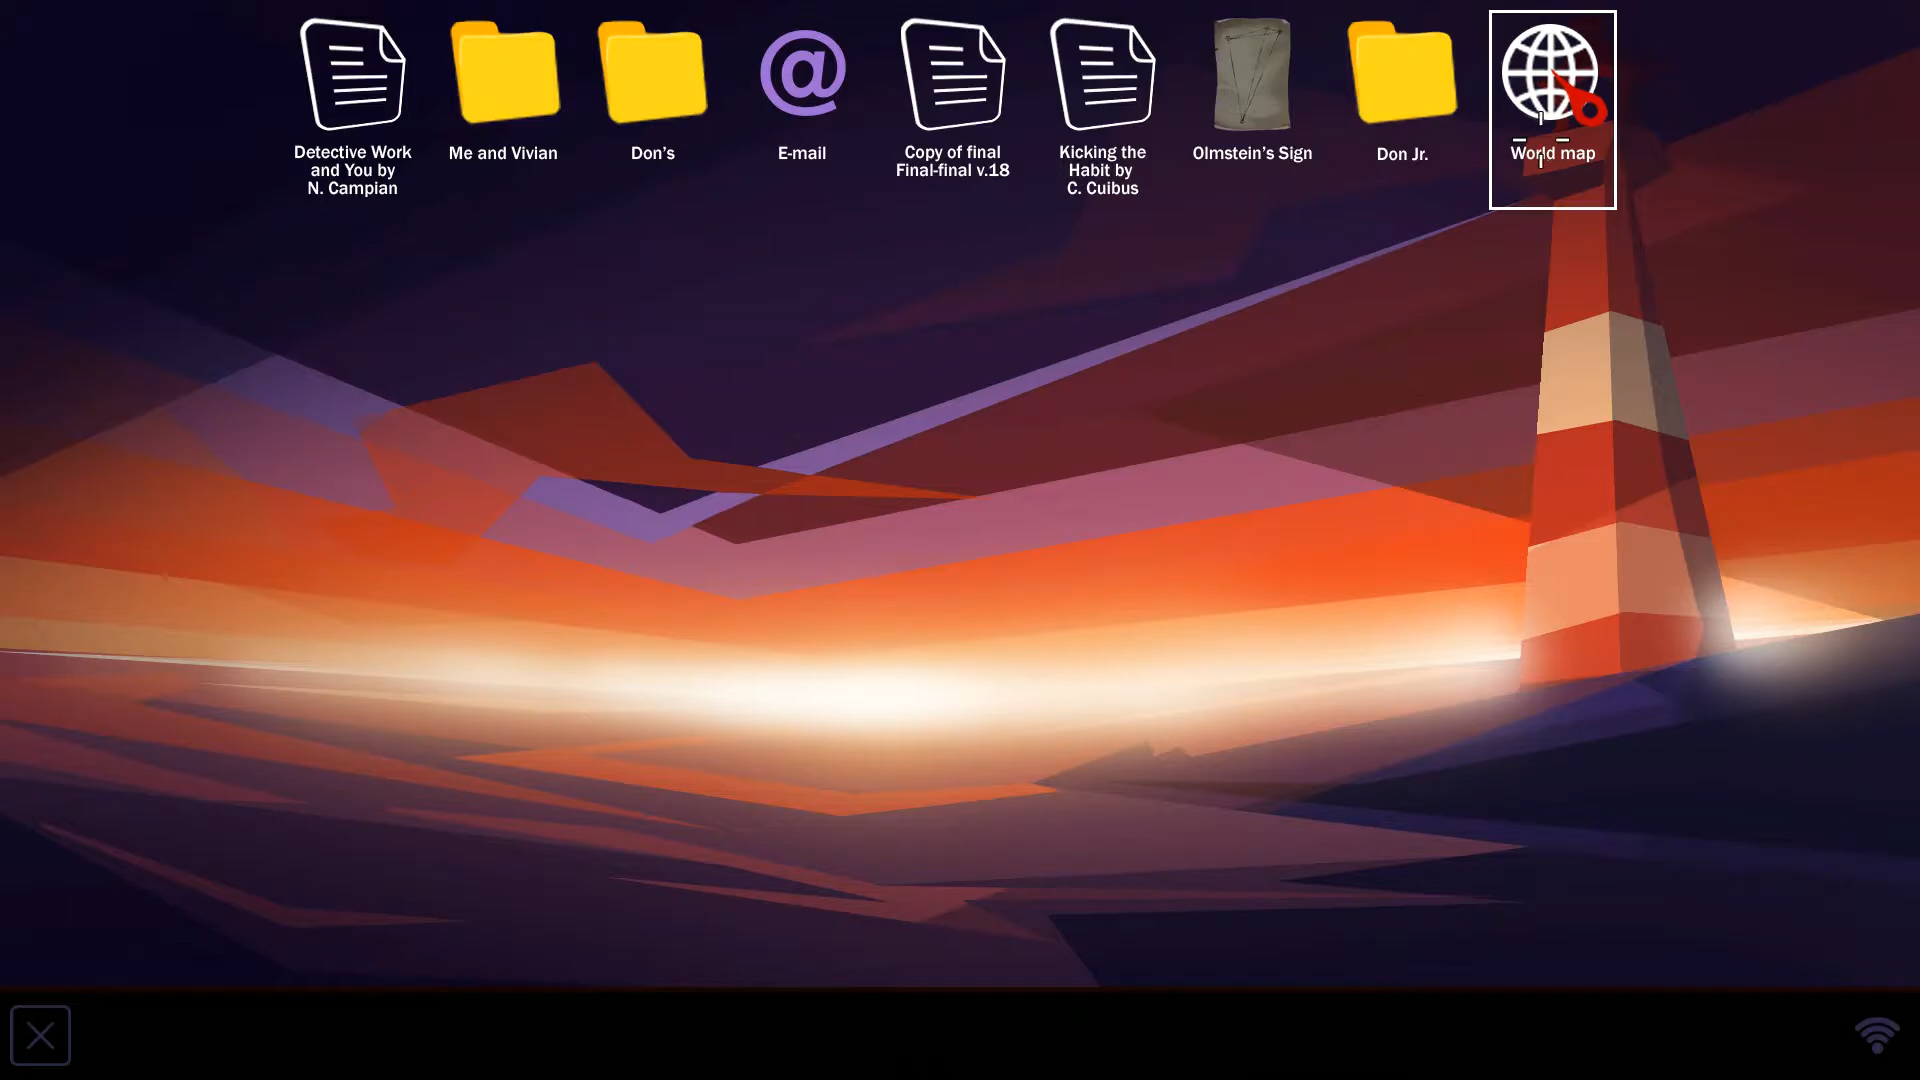 Detective Work
and You by
N. Campian
Me and Vivian
Don's
E-mail
Copy of final
Final-final v.18
Kicking the
Habit by
C. Cuibus
Olmstein's Sign
Don Jr.
World map